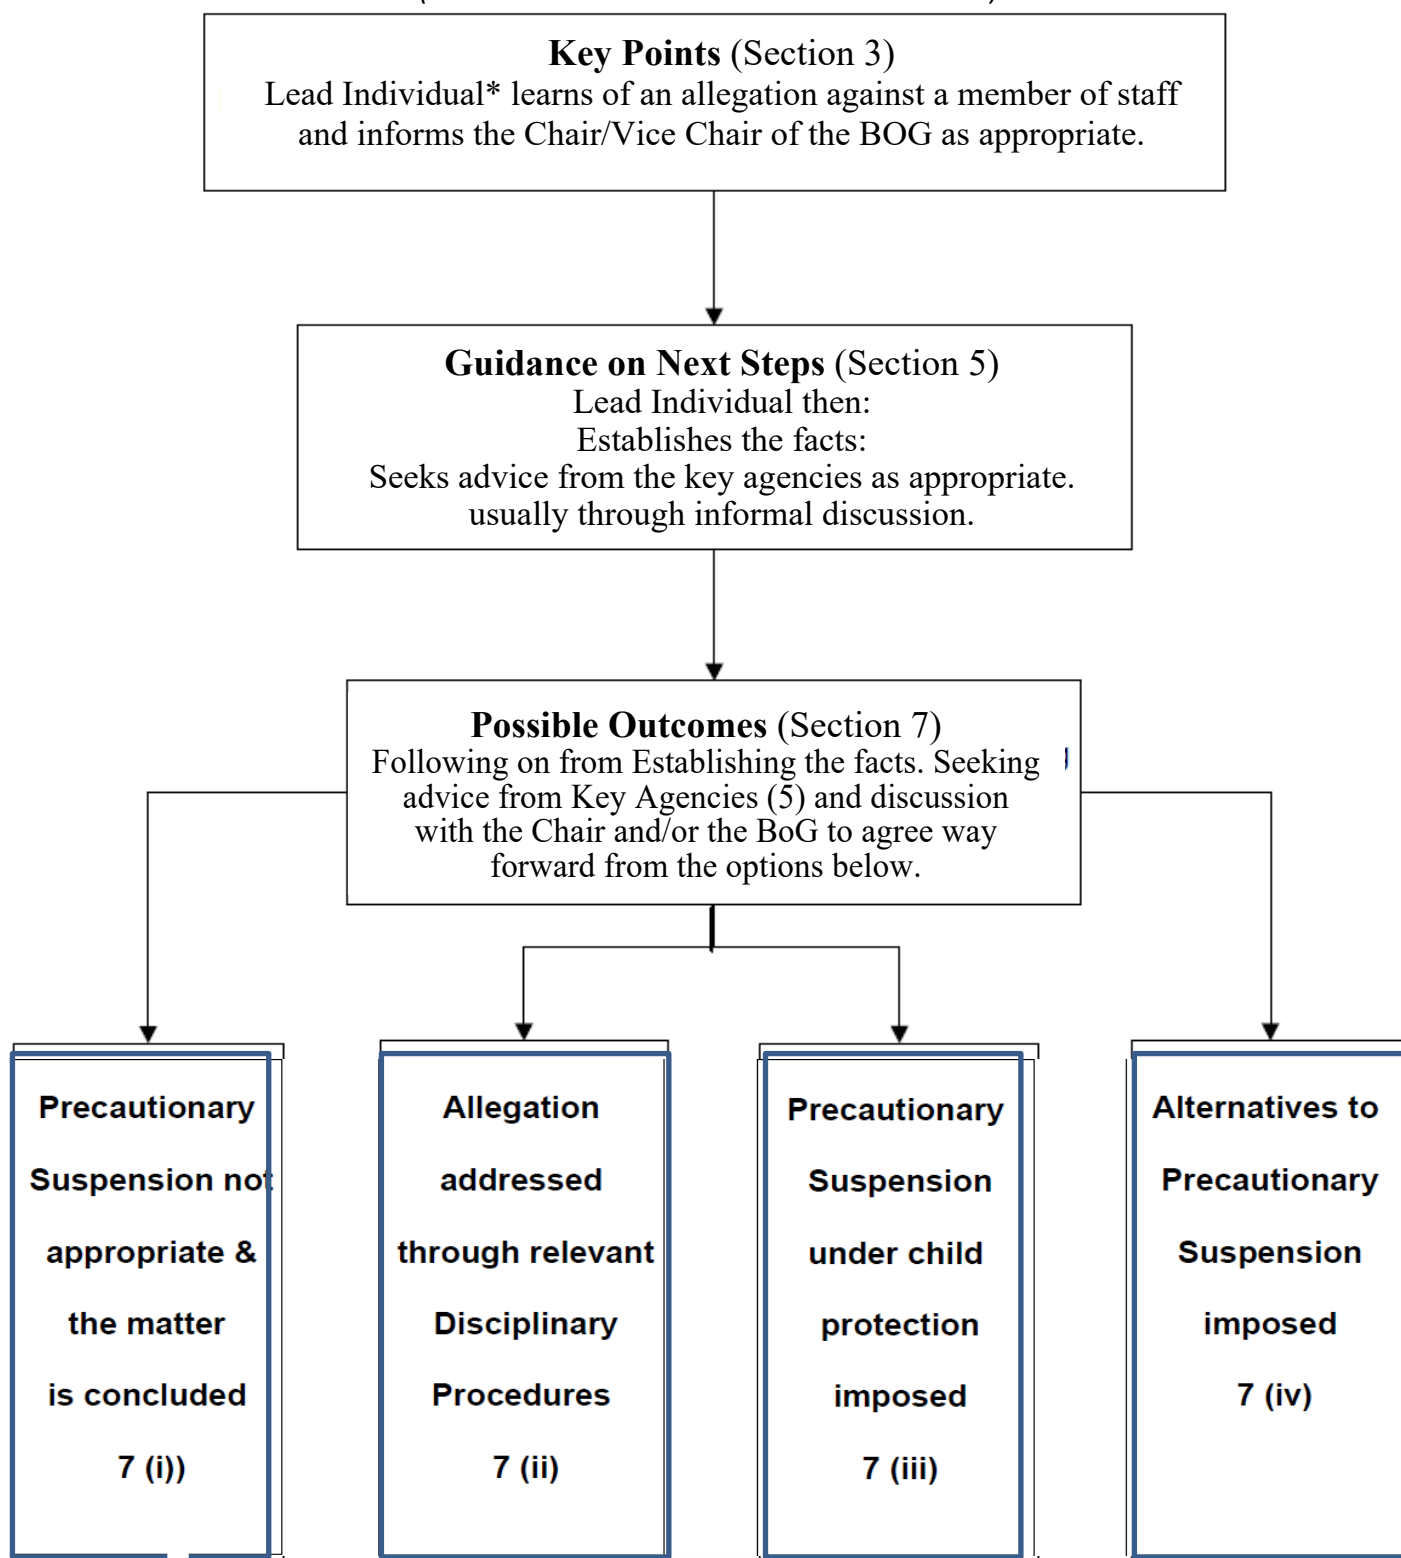 Key Points (Section 3)
Lead Individual* learns of an allegation against a member of staff
and informs the Chair/Vice Chair of the BOG as appropriate.
Guidance on Next Steps (Section 5)
Lead Individual then:
Establishes the facts:
Seeks advice from the key agencies as appropriate.
usually through informal discussion.
Possible Outcomes (Section 7)
Following on from Establishing the facts. Seeking
advice from Key Agencies (5) and discussion
with the Chair and/or the BoG to agree way
forward from the options below.
Precautionary
Suspension not
appropriate &
the matter
is concluded
7 (i))
Allegation
addressed
through relevant
Disciplinary
Procedures
7 (ii)
Precautionary
Suspension
under child
protection
imposed
7 (iii)
Alternatives to
Precautionary
Suspension
imposed
7 (iv)